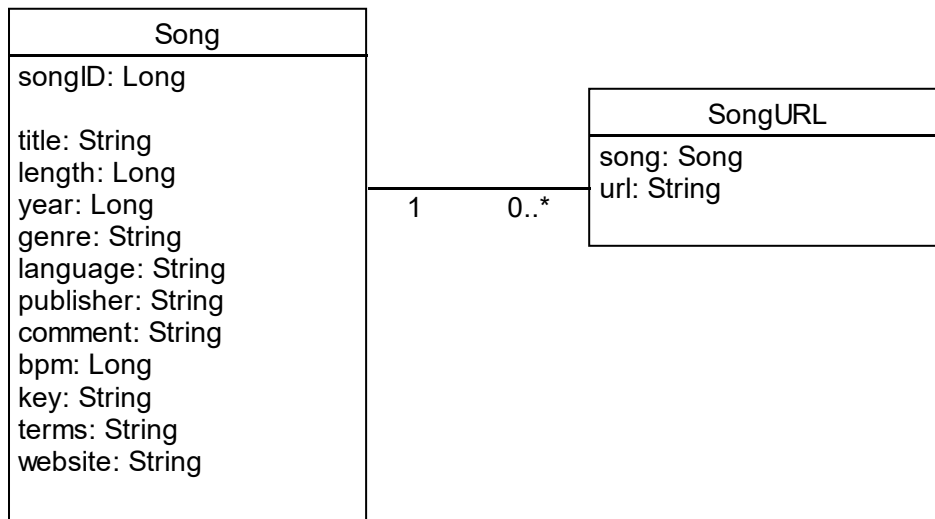 Song
songID: Long
title: String
length: Long
year: Long
genre: String
language: String
publisher: String
comment: String
bpm: Long
key: String
terms: String
website: String
1
0..*
SongURL
song: Song
url: String